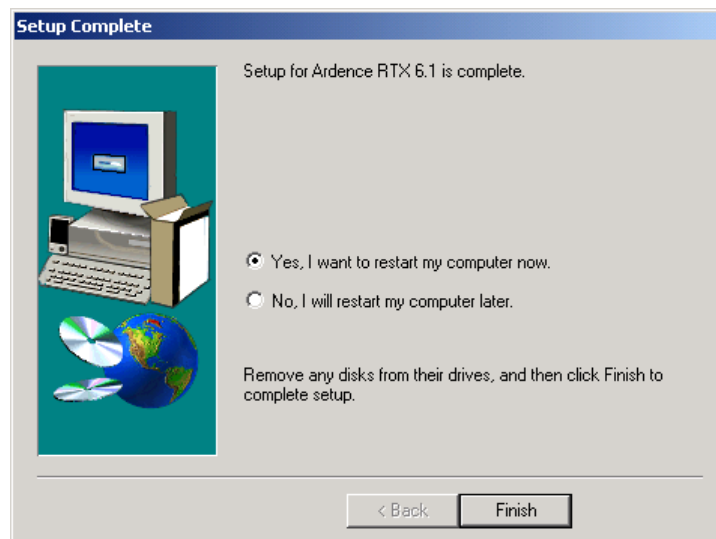 Setup Complete
Setup for Ardence RTX 6.1 is complete.
Yes, I want to restart my computer now.
No, I will restart my computer later.
Remove any disks from their drives, and then click Finish to
complete setup.
< Back
Finish